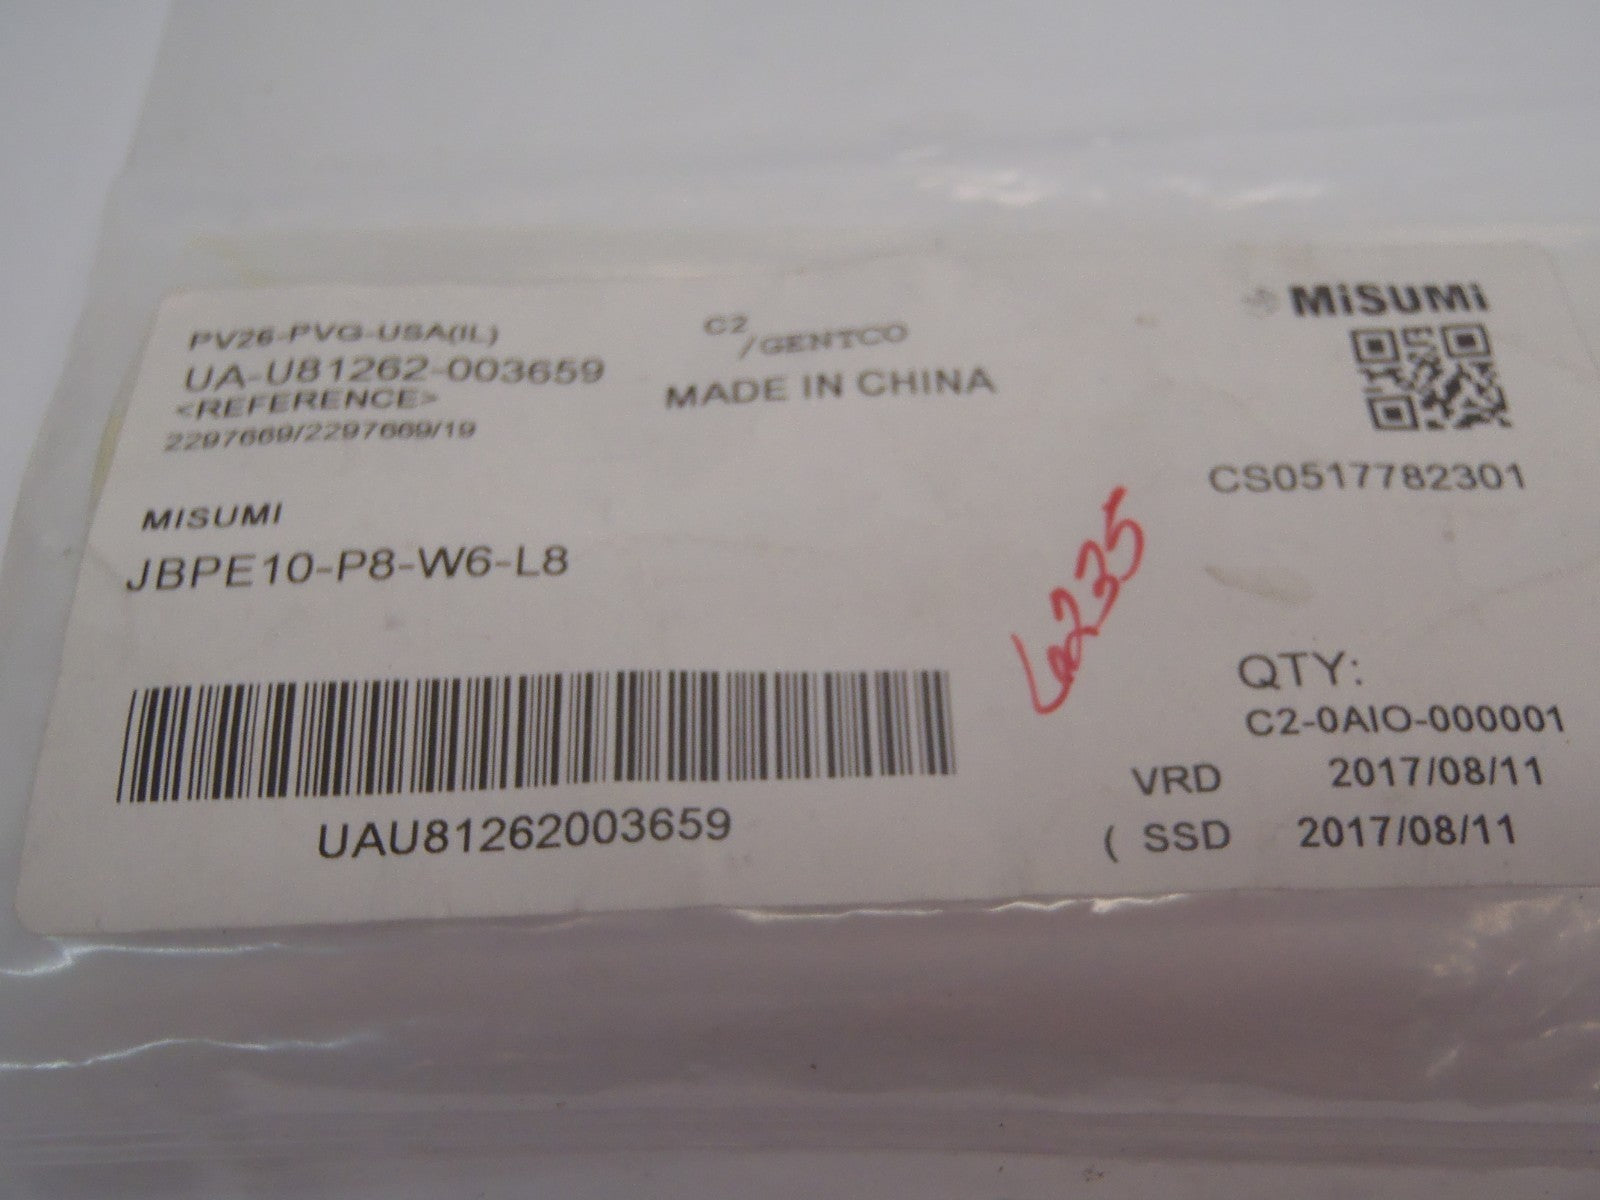 PV26-PVG-USA(IL)
UA-U81262-003659
<REFERENCE>
2297669/2297669/19
C2
/GENTCO
MADE IN CHINA
MiSUMi
CS0517782301
MISUMI
JBPE10-P8-W6-L8
6235
UAU81262003659
QTY:
C2-0AIO-000001
VRD 2017/08/11
( SSD 2017/08/11